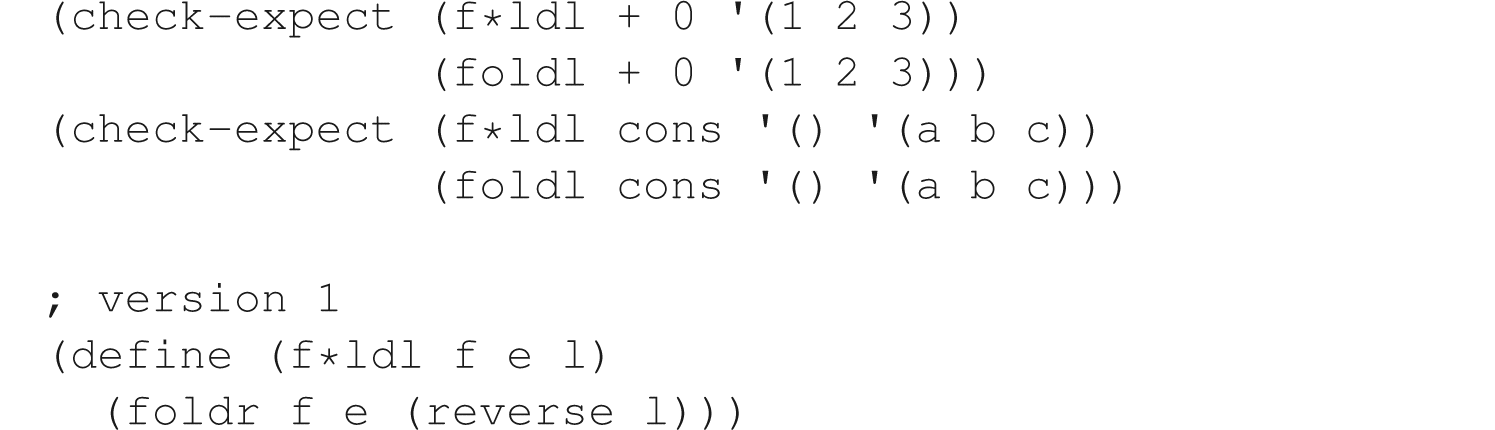 (check-expect (f*ldl + 0 '(1 2 3))
              (foldl + 0 '(1 2 3)))
(check-expect (f*ldl cons '() '(a b c))
              (foldl cons '() '(a b c)))
; version 1
(define (f*ldl f e l)
  (foldr f e (reverse l)))